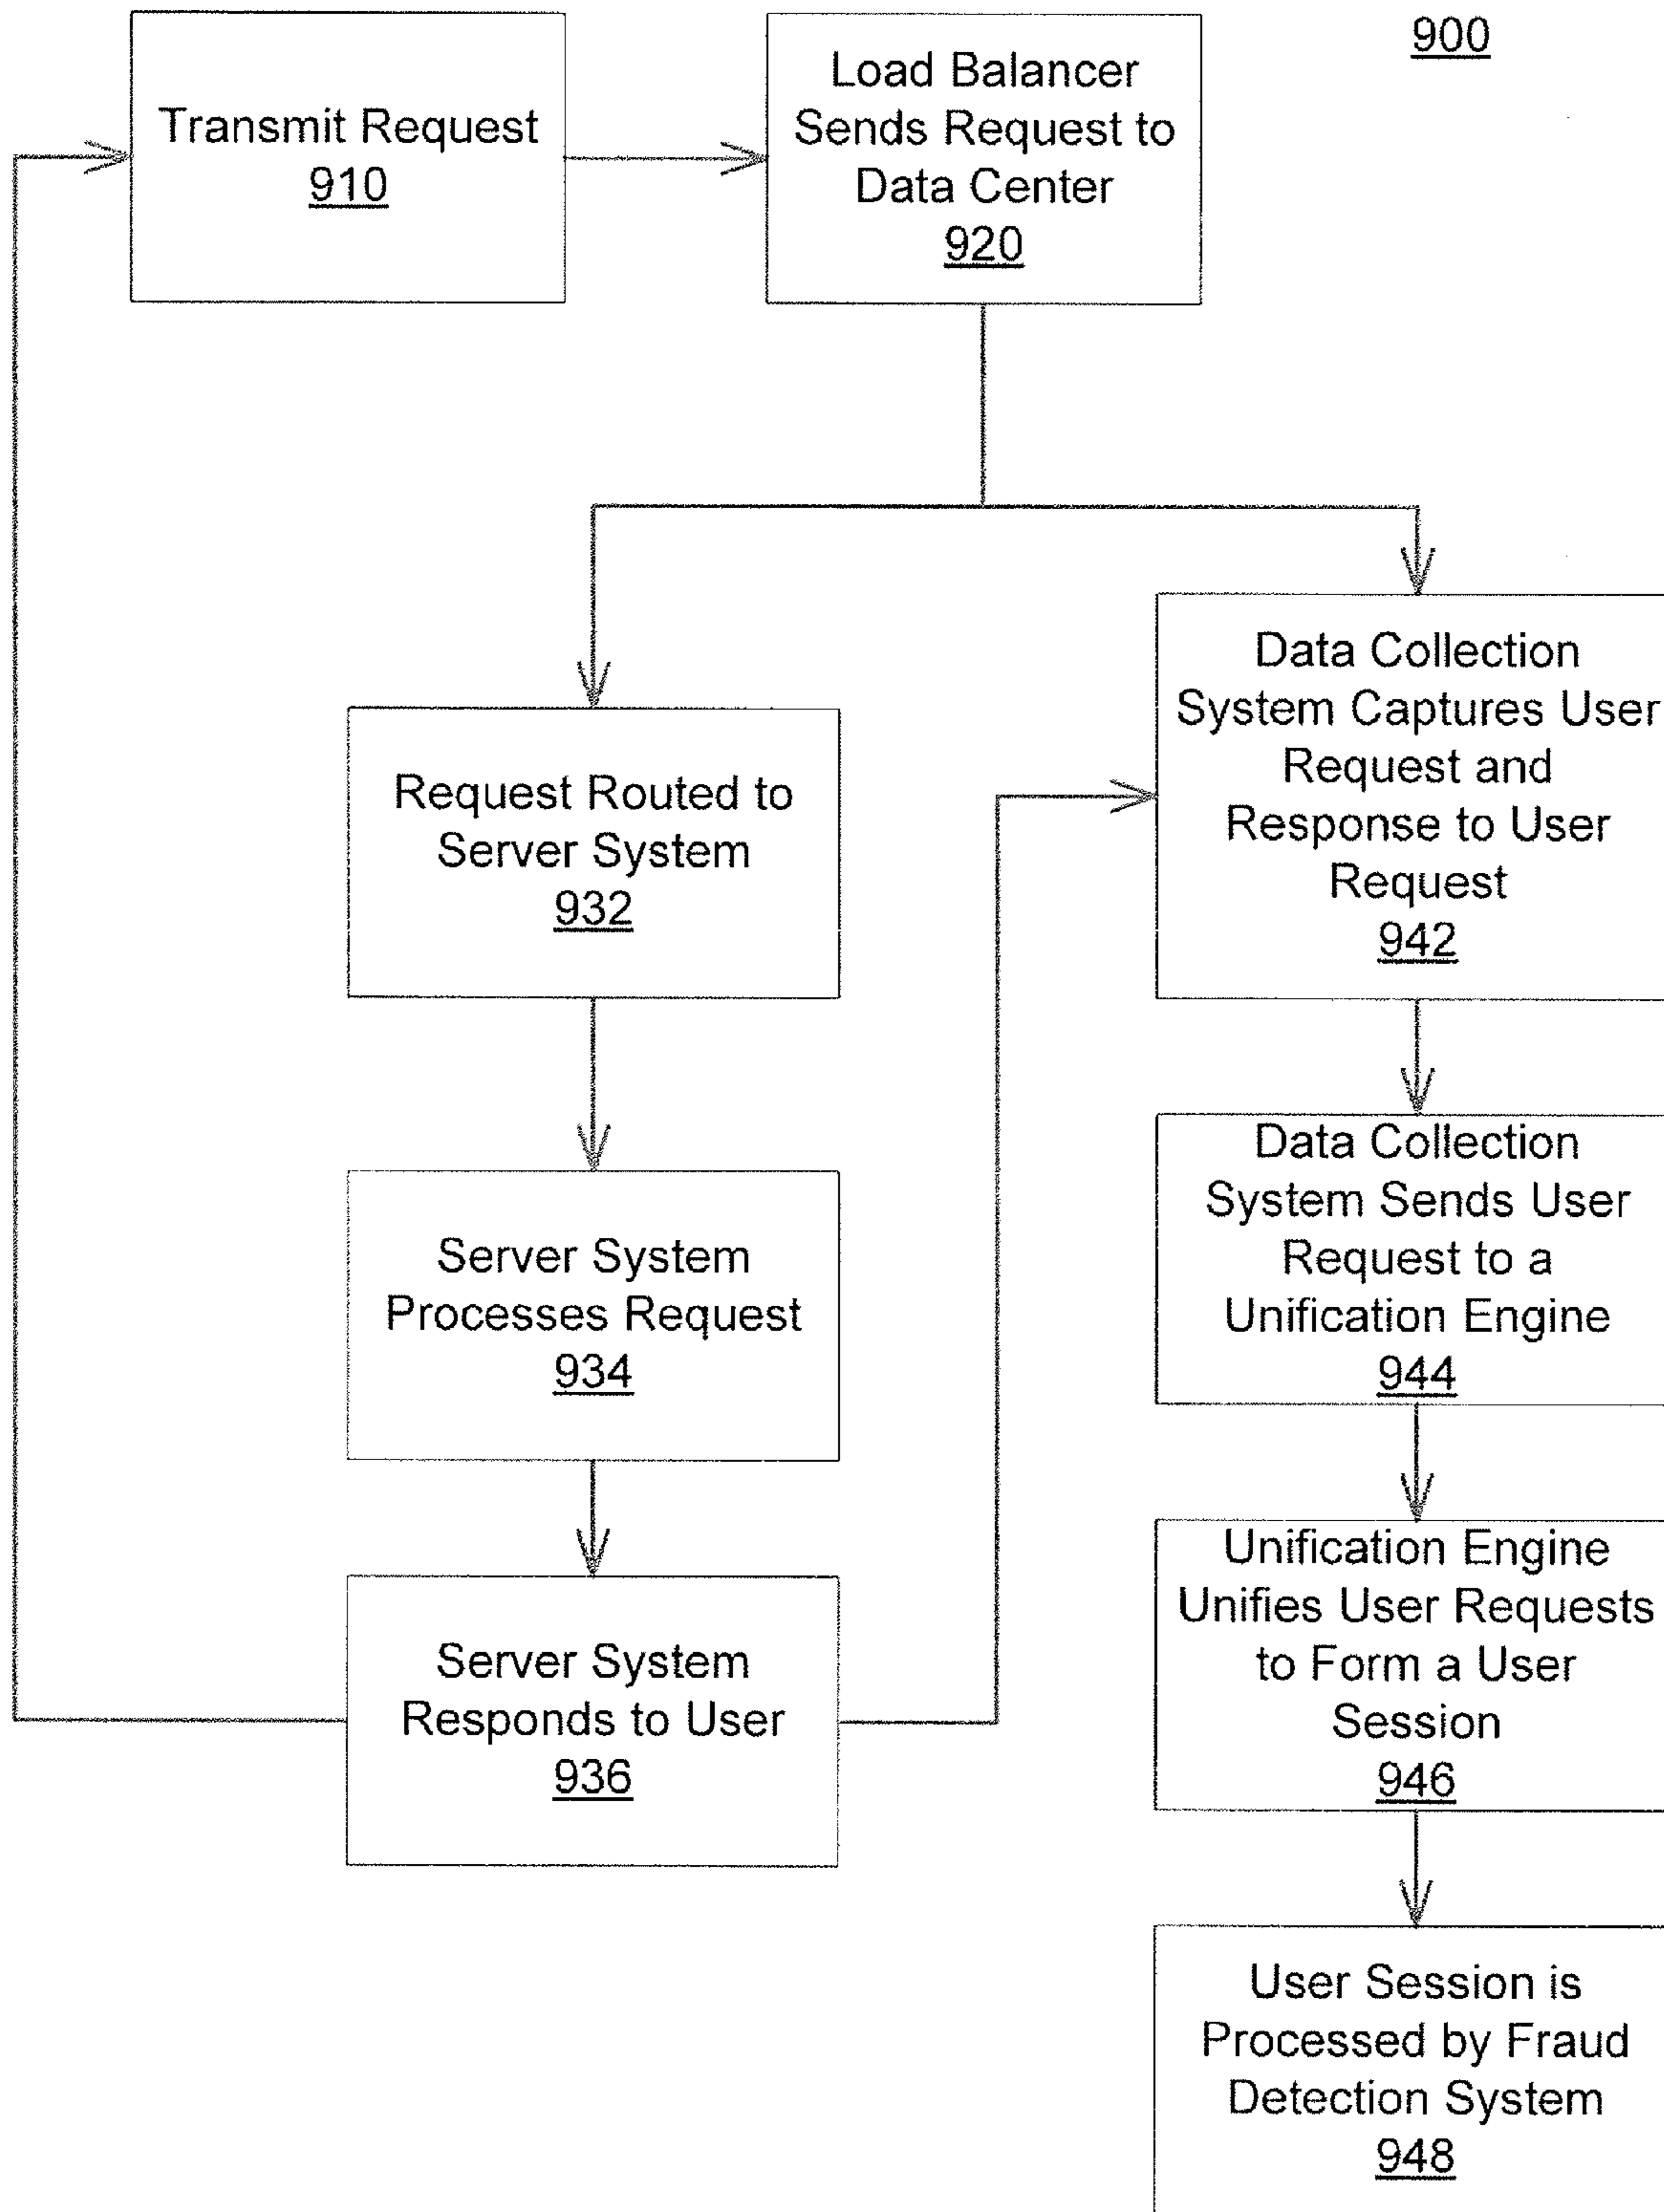 900
Transmit Request
910
Load Balancer
Sends Request to
Data Center
920
Request Routed to
Server System
932
Server System
Processes Request
934
Server System
Responds to User
936
Data Collection
System Captures User
Request and
Response to User
Request
942
Data Collection
System Sends User
Request to a
Unification Engine
944
Unification Engine
Unifies User Requests
to Form a User
Session
946
User Session is
Processed by Fraud
Detection System
948